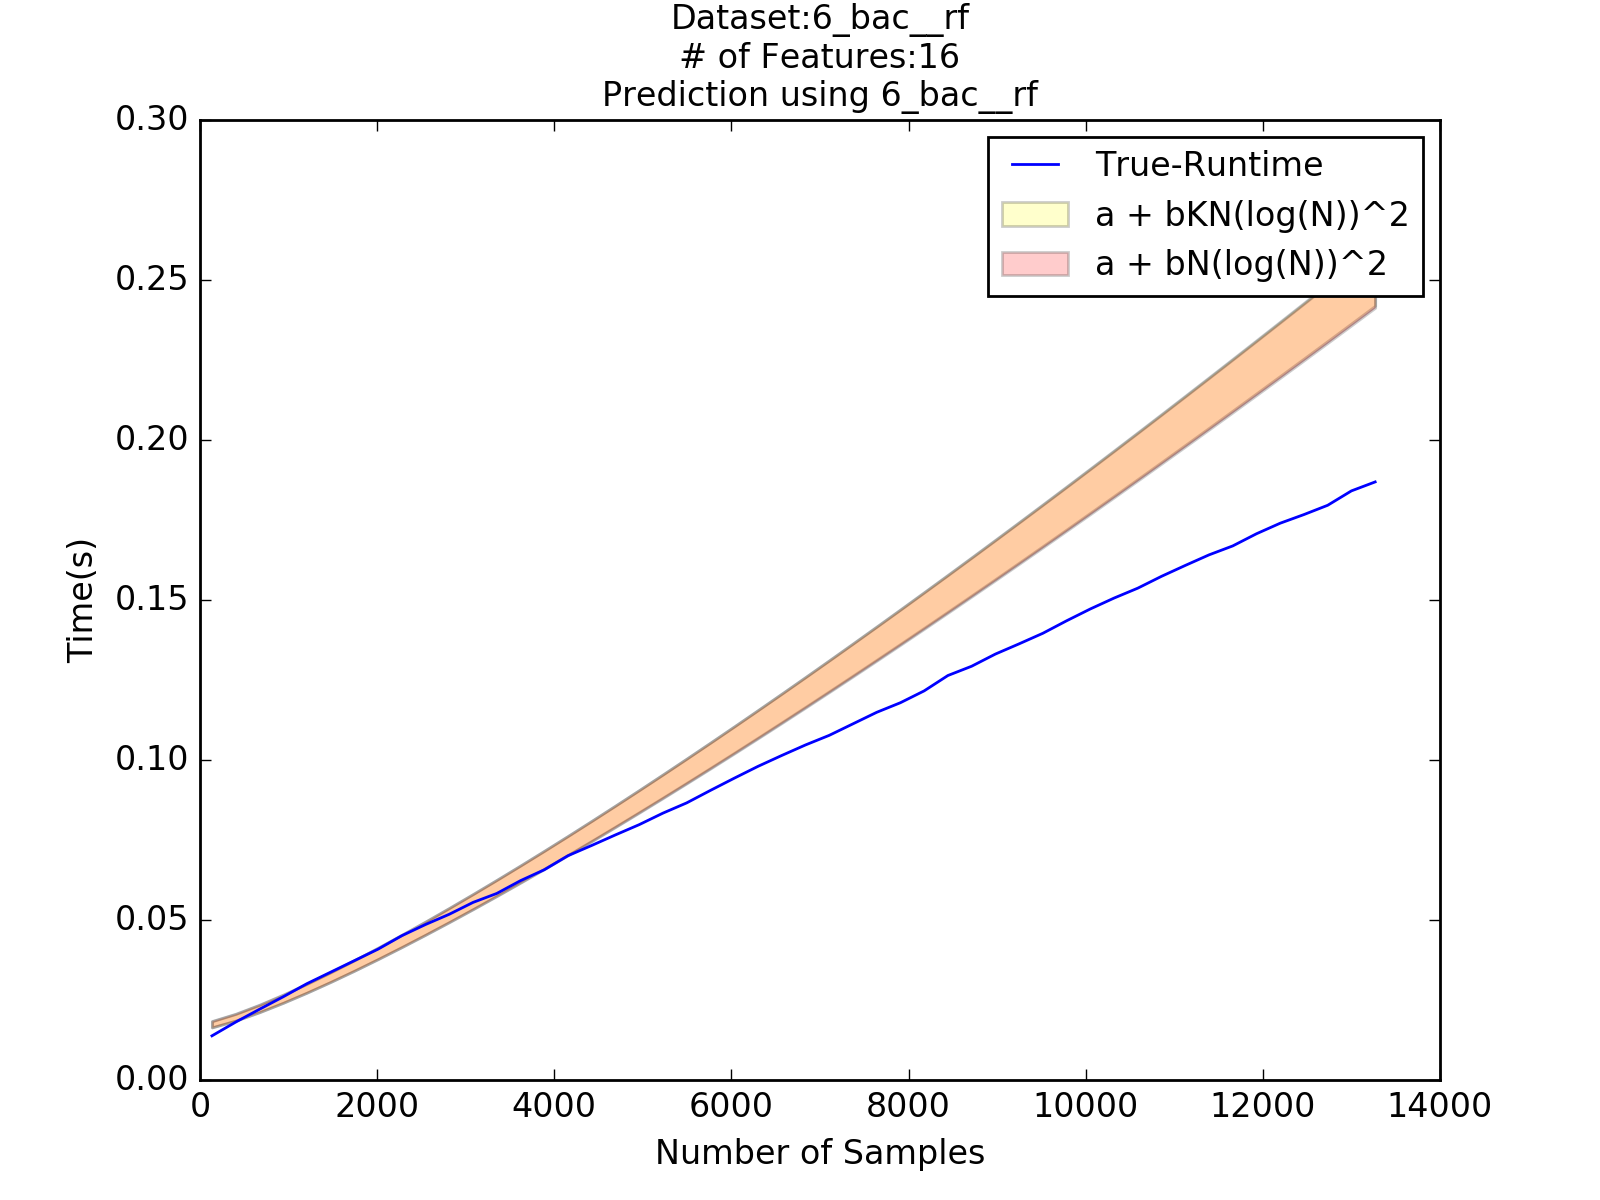 Dataset:6_bac__rf
# of Features:16
Prediction using 6_bac__rf
0.30
0.25
0.20
0.15
0.10
0.05
0.00
Time(s)
True-Runtime
a + bKN(log(N))^2
a + bN(log(N))^2
0 2000 4000 6000 8000 10000 12000 14000
Number of Samples